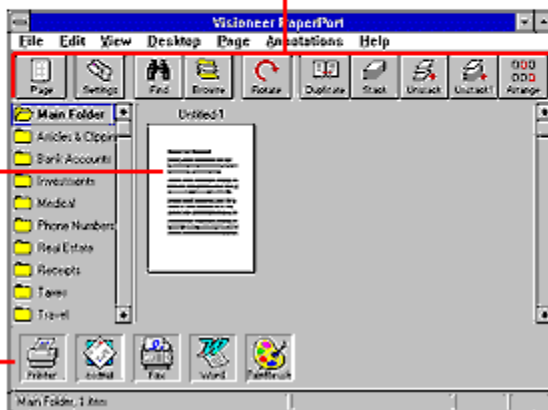 Visioneer PaperPort
File Edit View Desktop Page Annotations Help
Page Settings Find Browse Rotate Duplicate Stack Unstack Unstack1 Arrange
Main Folder
Untitled-1
Articles & Clippin
Bank Accounts
Investments
Medical
Phone Numbers
Real Estate
Receipts
Taxes
Travel
Printer ccMail Fax Word Paintbrush
Main Folder, 1 item